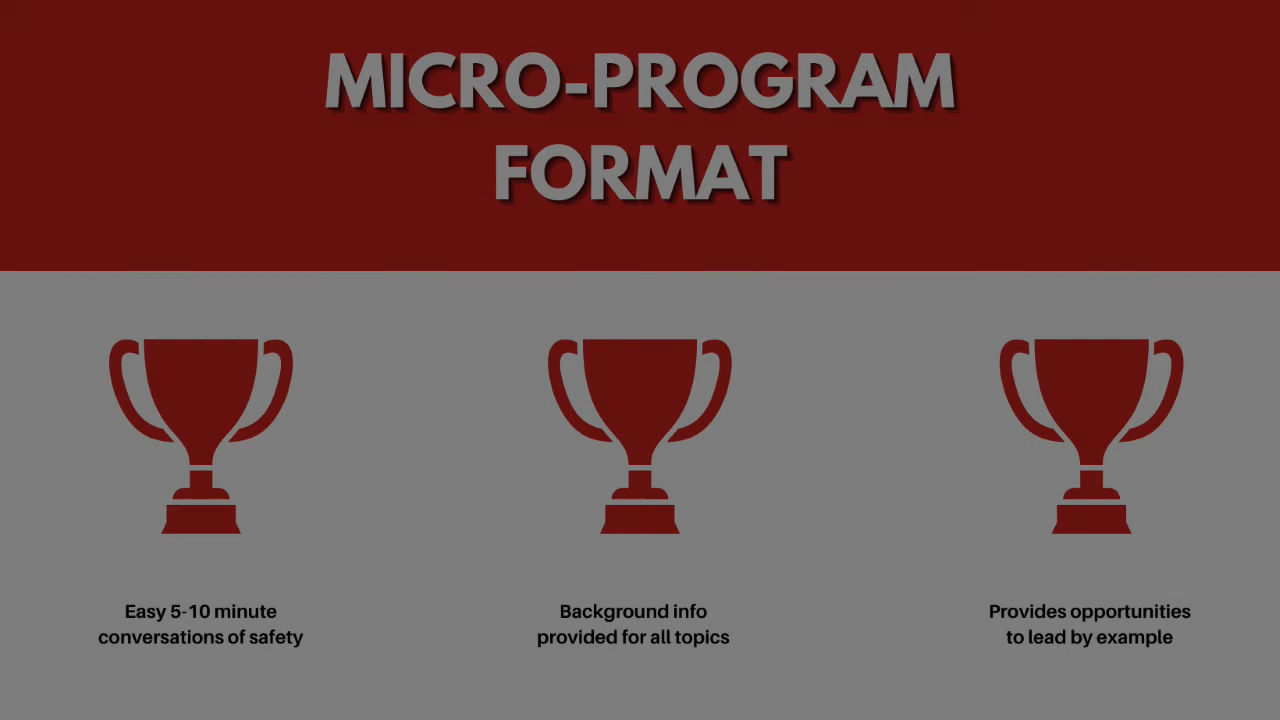 MICRO-PROGRAM
FORMAT
Easy 5-10 minute
conversations of safety
Background info
provided for all topics
Provides opportunities
to lead by example